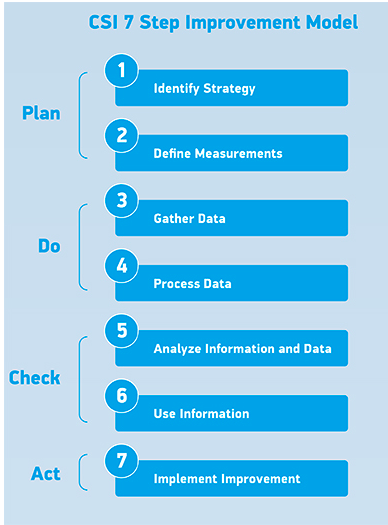 CSI 7 Step Improvement Model
Plan
1
Identify Strategy
2
Define Measurements
Do
3
Gather Data
4
Process Data
Check
5
Analyze Information and Data
6
Use Information
Act
7
Implement Improvement